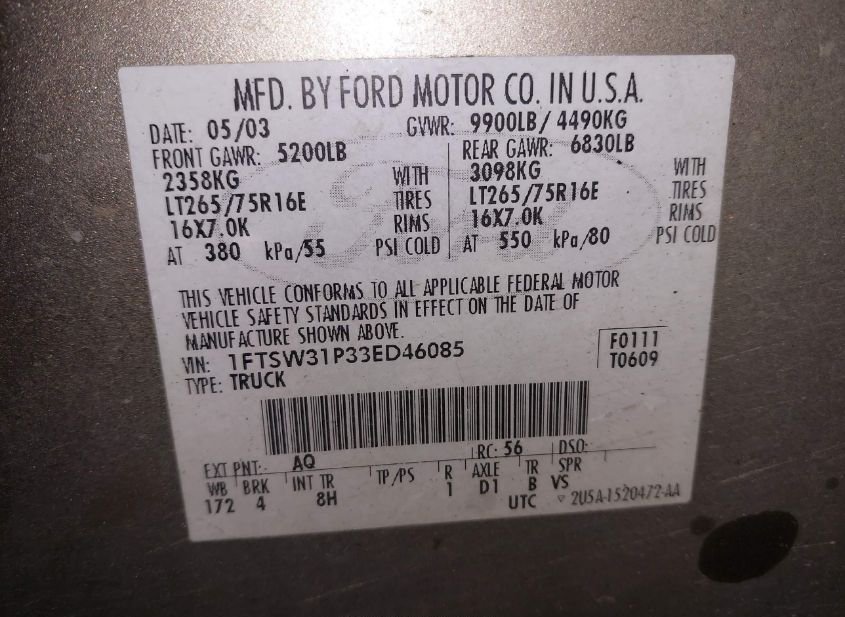 MFD. BY FORD MOTOR CO. IN U.S.A.
DATE: 05/03 GVWR: 9900LB/ 4490KG
FRONT GAWR: 5200LB REAR GAWR: 6830LB
2358KG WITH 3098KG WITH
LT265/75R16E TIRES LT265/75R16E TIRES
16X7.0K RIMS 16X7.0K RIMS
AT 380 kPa/55 PSI COLD AT 550 kPa/80 PSI COLD
THIS VEHICLE CONFORMS TO ALL APPLICABLE FEDERAL MOTOR
VEHICLE SAFETY STANDARDS IN EFFECT ON THE DATE OF
MANUFACTURE SHOWN ABOVE.
VIN: 1FTSW31P33ED46085 F0111
TYPE: TRUCK T0609
EXT PNT: AQ RC: 56 DSO:
WB BRK INT TR TP/PS R AXLE TR SPR
172 4 8H 1 D1 B VS
UTC ▽ 2U5A-1520472-AA